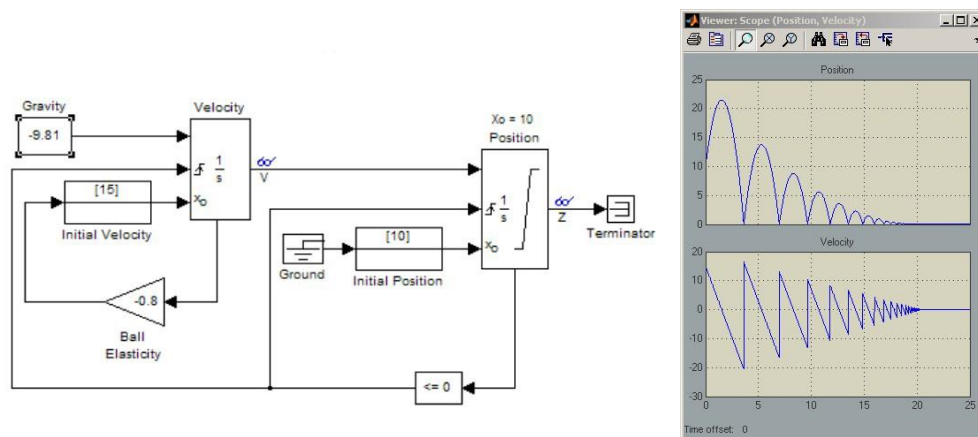 Gravity
-9.81
Velocity
1
s
xo
V
[15]
Initial Velocity
-0.8
Ball
Elasticity
Ground
[10]
Initial Position
Xo = 10
Position
1
s
xo
Z
Terminator
<= 0
Viewer: Scope (Position, Velocity)
Position
25
20
15
10
5
0
Velocity
20
10
0
-10
-20
-30
0 5 10 15 20 25
Time offset: 0